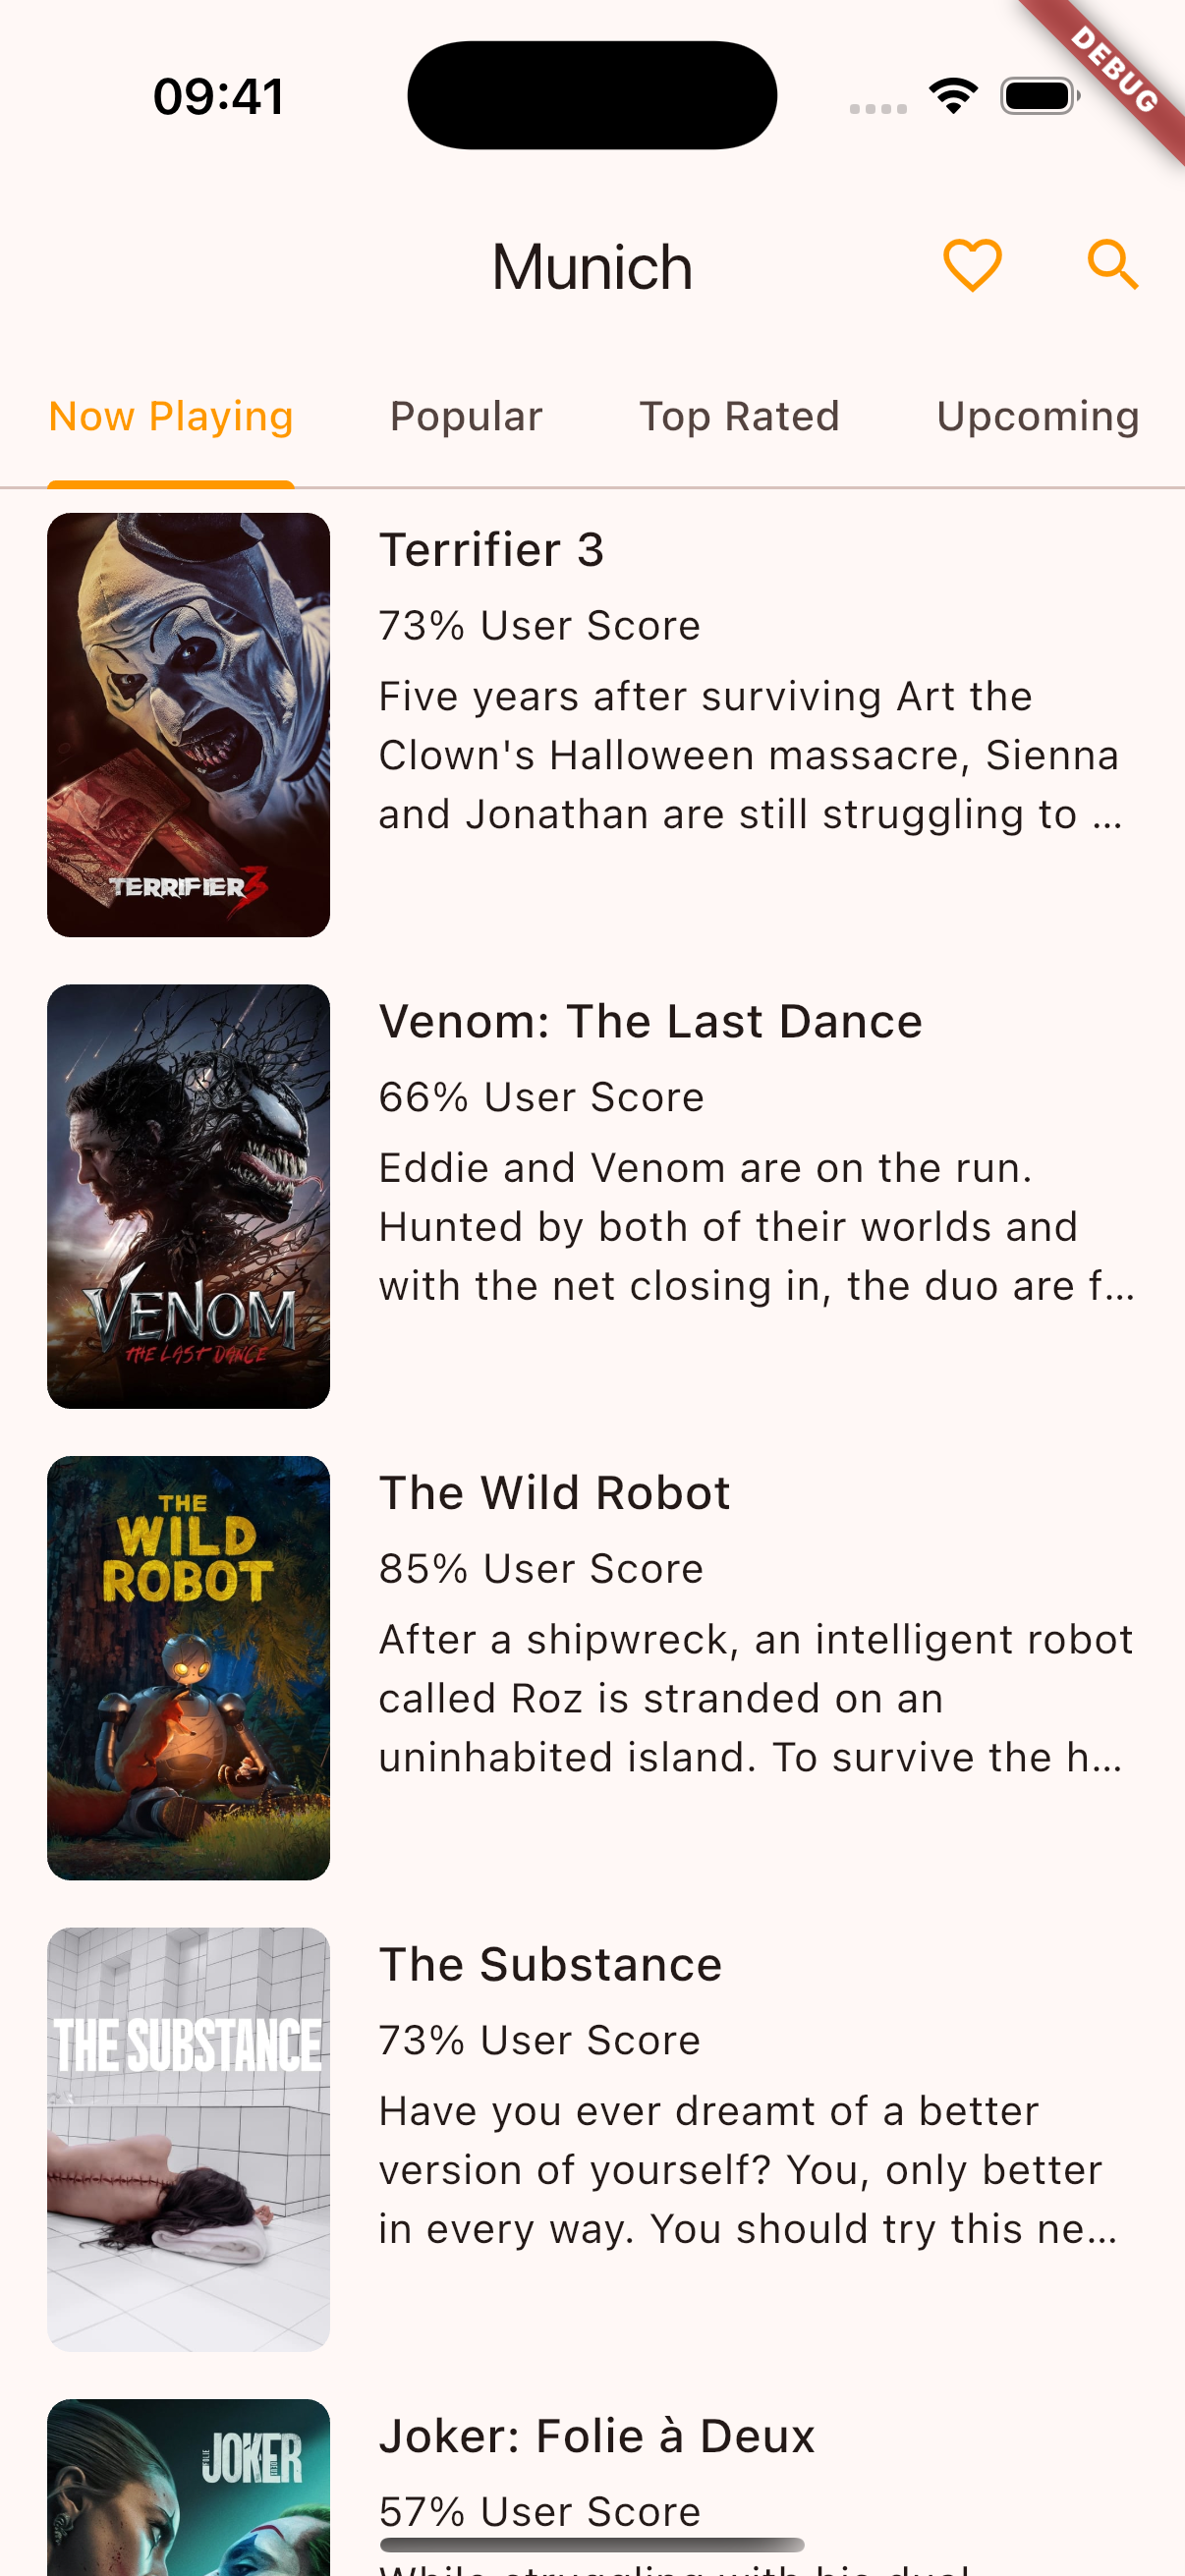 09:41
DEBUG
Munich
Now Playing
Popular
Top Rated
Upcoming
TERRIFIER 3
Terrifier 3
73% User Score
Five years after surviving Art the
Clown's Halloween massacre, Sienna
and Jonathan are still struggling to ...
VENOM
THE LAST DANCE
Venom: The Last Dance
66% User Score
Eddie and Venom are on the run.
Hunted by both of their worlds and
with the net closing in, the duo are f...
THE
WILD
ROBOT
The Wild Robot
85% User Score
After a shipwreck, an intelligent robot
called Roz is stranded on an
uninhabited island. To survive the h...
THE SUBSTANCE
The Substance
73% User Score
Have you ever dreamt of a better
version of yourself? You, only better
in every way. You should try this ne...
JOKER
Joker: Folie à Deux
57% User Score
While struggling with his dual